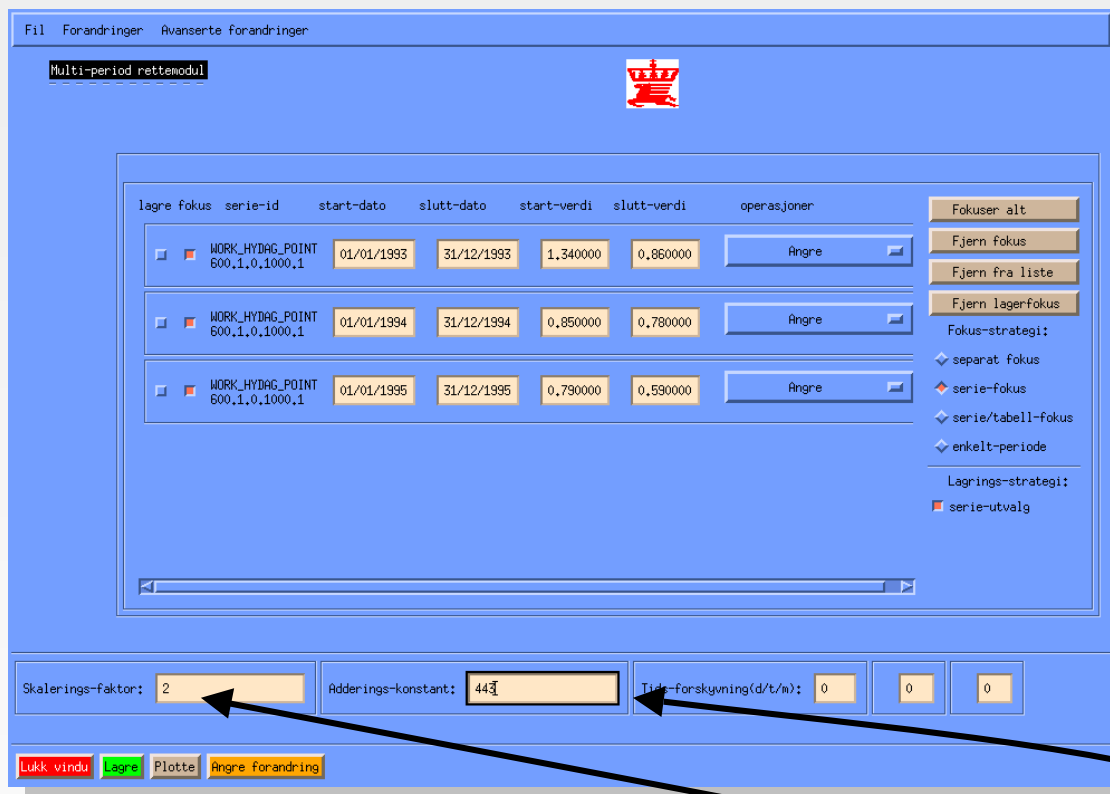 Fil Forandringer Avanserte forandringer
Multi-period rettemodul
lagre fokus serie-id start-dato slutt-dato start-verdi slutt-verdi operasjoner
WORK_HYDAG_POINT
600.1.0.1000.1
01/01/1993 31/12/1993 1.340000 0.860000 Angre
WORK_HYDAG_POINT
600.1.0.1000.1
01/01/1994 31/12/1994 0.850000 0.780000 Angre
WORK_HYDAG_POINT
600.1.0.1000.1
01/01/1995 31/12/1995 0.790000 0.590000 Angre
Fokuser alt
Fjern fokus
Fjern fra liste
Fjern lagerfokus
Fokus-strategi:
separat fokus
serie-fokus
serie/tabell-fokus
enkelt-periode
Lagrings-strategi:
serie-utvalg
Skalerings-faktor: 2 Adderings-konstant: 443 Tids-forskyvning(d/t/m): 0 0 0
Lukk vindu Lagre Plotte Angre forandring